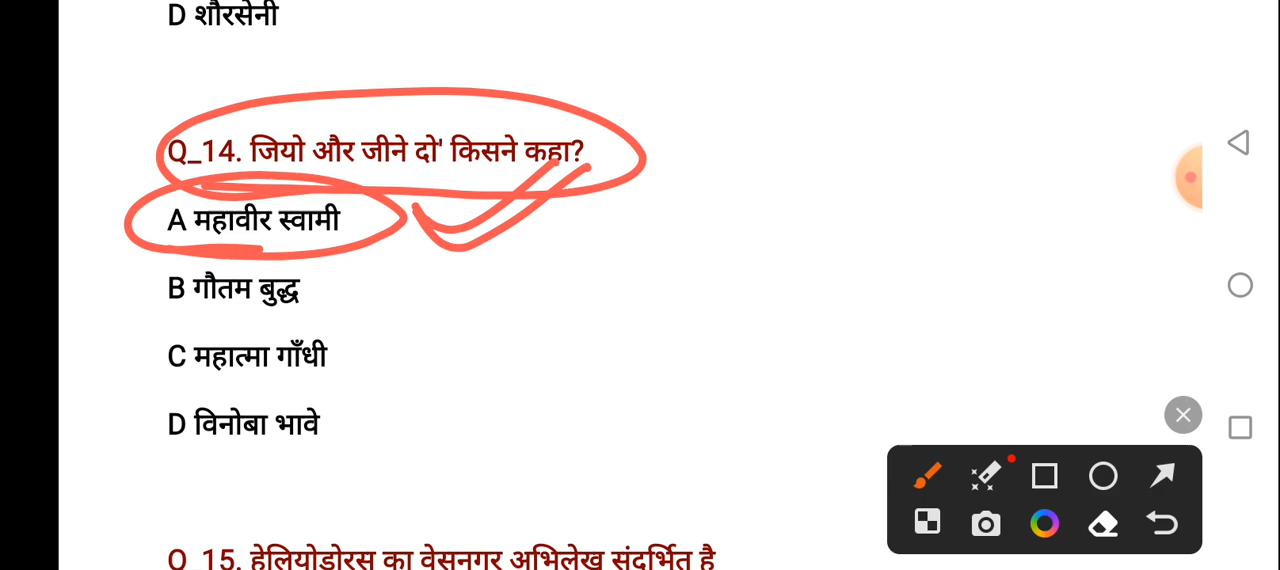 D शौरसेनी
Q_14. जियो और जीने दो' किसने कहा?
A महावीर स्वामी
B गौतम बुद्ध
C महात्मा गाँधी
D विनोबा भावे
Q_15. हेलियोडोरस का वेसनगर अभिलेख संदर्भित है